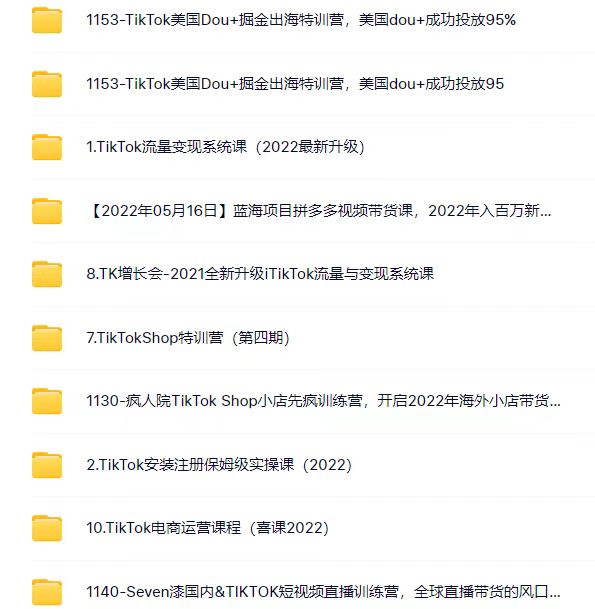 1153-TikTok美国Dou+掘金出海特训营，美国dou+成功投放95%
1153-TikTok美国Dou+掘金出海特训营，美国dou+成功投放95
1.TikTok流量变现系统课（2022最新升级）
【2022年05月16日】蓝海项目拼多多视频带货课，2022年入百万新...
8.TK增长会-2021全新升级iTikTok流量与变现系统课
7.TikTokShop特训营（第四期）
1130-疯人院TikTok Shop小店先疯训练营，开启2022年海外小店带货...
2.TikTok安装注册保姆级实操课（2022）
10.TikTok电商运营课程（喜课2022）
1140-Seven漆国内&TIKTOK短视频直播训练营，全球直播带货的风口...